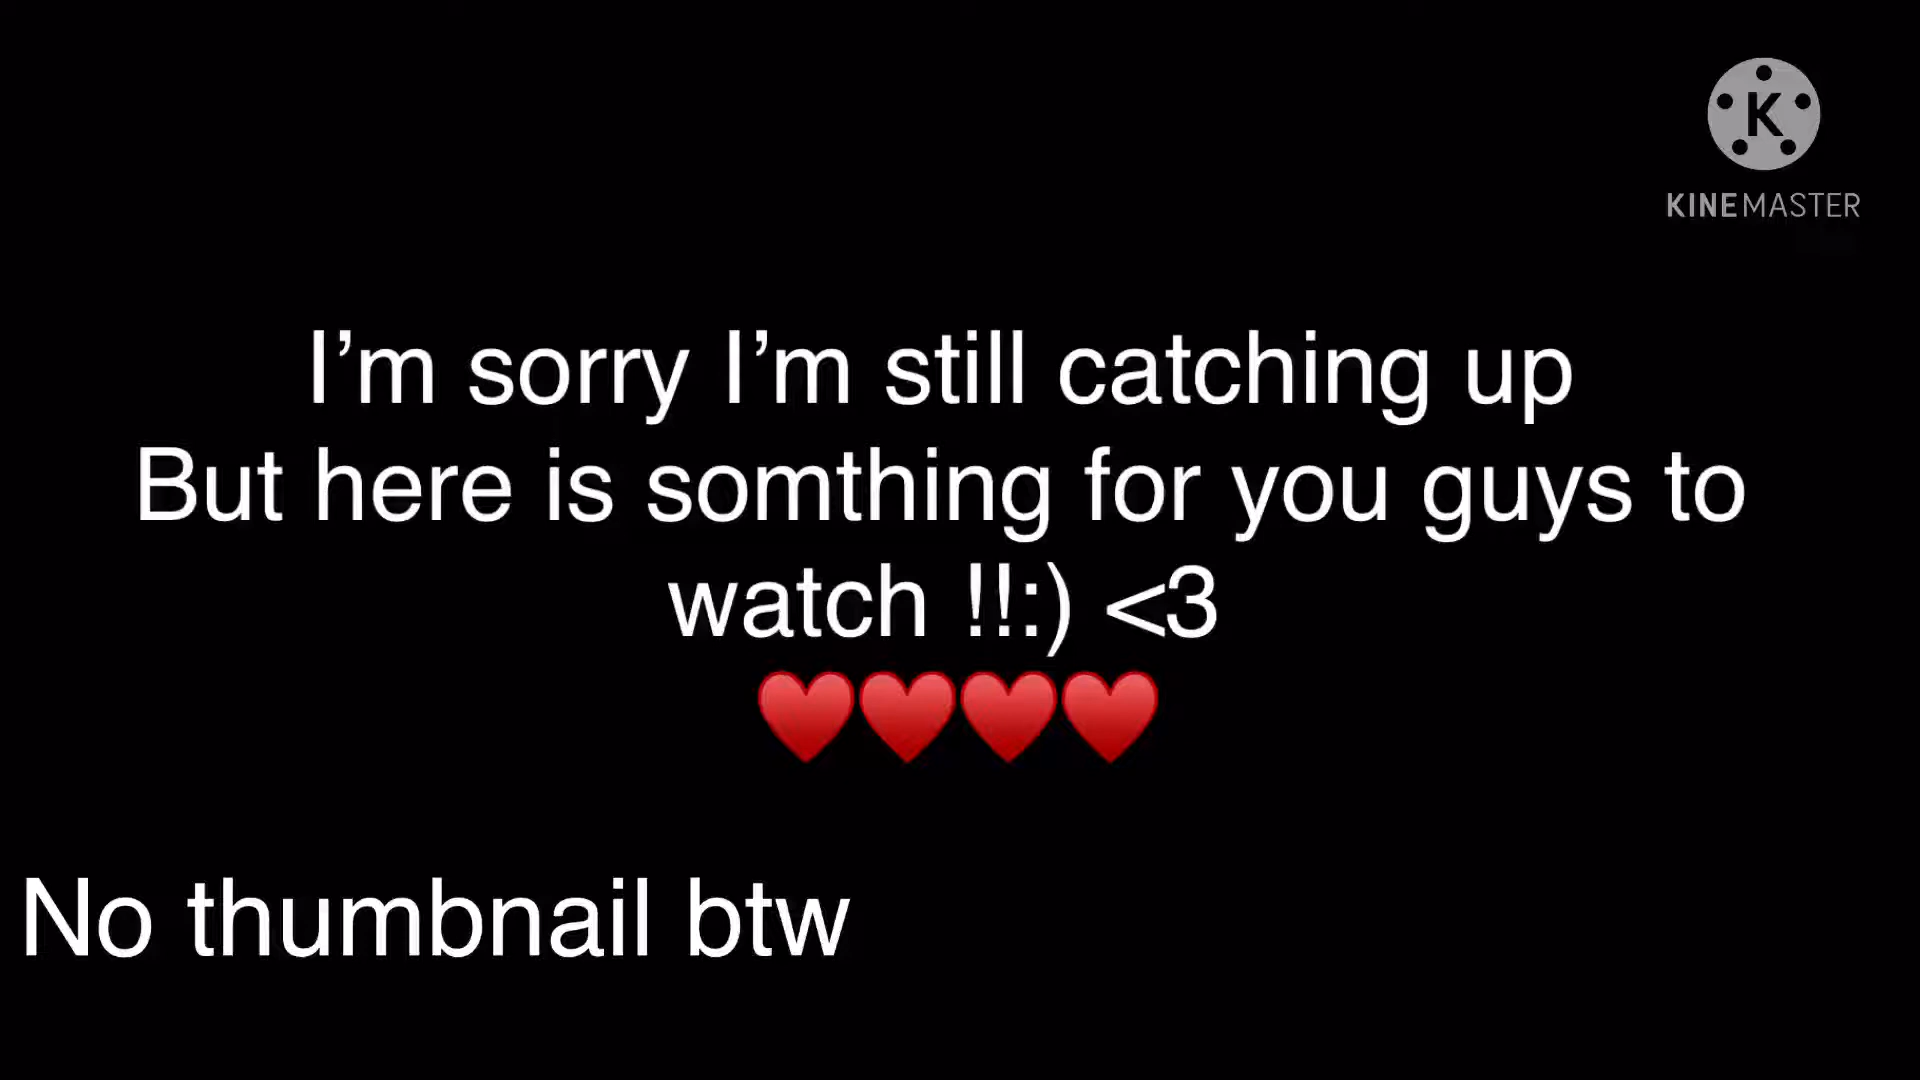 K
KINEMASTER
I’m sorry I’m still catching up
But here is somthing for you guys to
watch !!:) <3
♥♥♥♥
No thumbnail btw